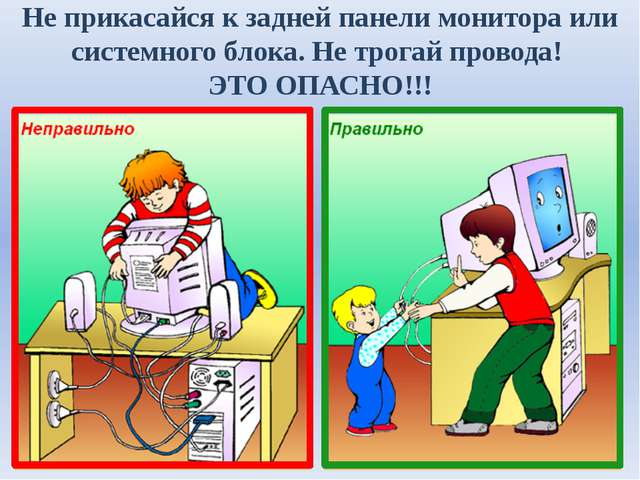 Не прикасайся к задней панели монитора или
системного блока. Не трогай провода!
ЭТО ОПАСНО!!!
Неправильно
Правильно